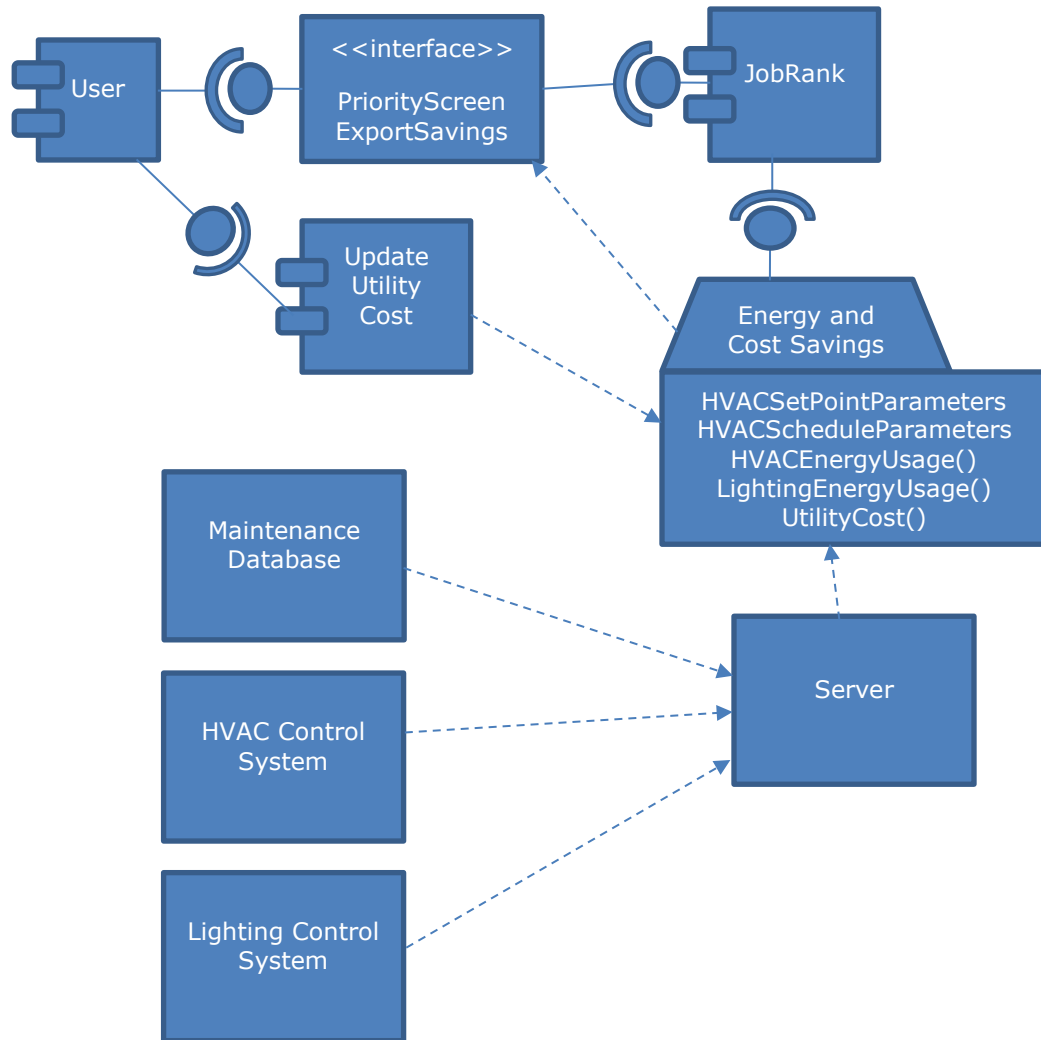 User
<<interface>>
PriorityScreen
ExportSavings
JobRank
Update
Utility
Cost
Energy and
Cost Savings
HVACSetPointParameters
HVACScheduleParameters
HVACEnergyUsage()
LightingEnergyUsage()
UtilityCost()
Maintenance
Database
Server
HVAC Control
System
Lighting Control
System